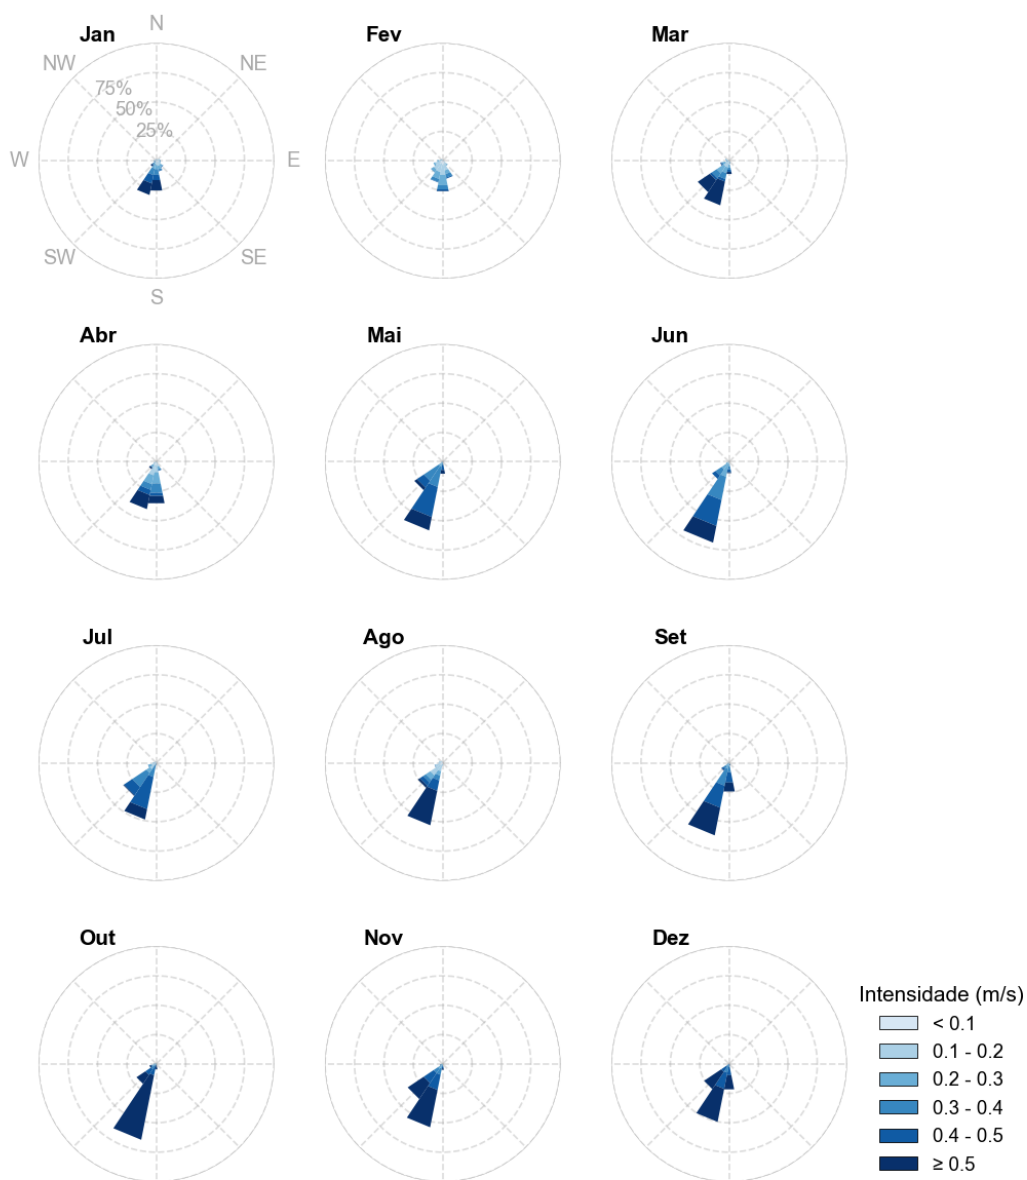 Jan
N
Fev
Mar
NW
NE
75%
50%
25%
W
E
SW
SE
S
Abr
Mai
Jun
Jul
Ago
Set
Out
Nov
Dez
Intensidade (m/s)
< 0.1
0.1 - 0.2
0.2 - 0.3
0.3 - 0.4
0.4 - 0.5
≥ 0.5